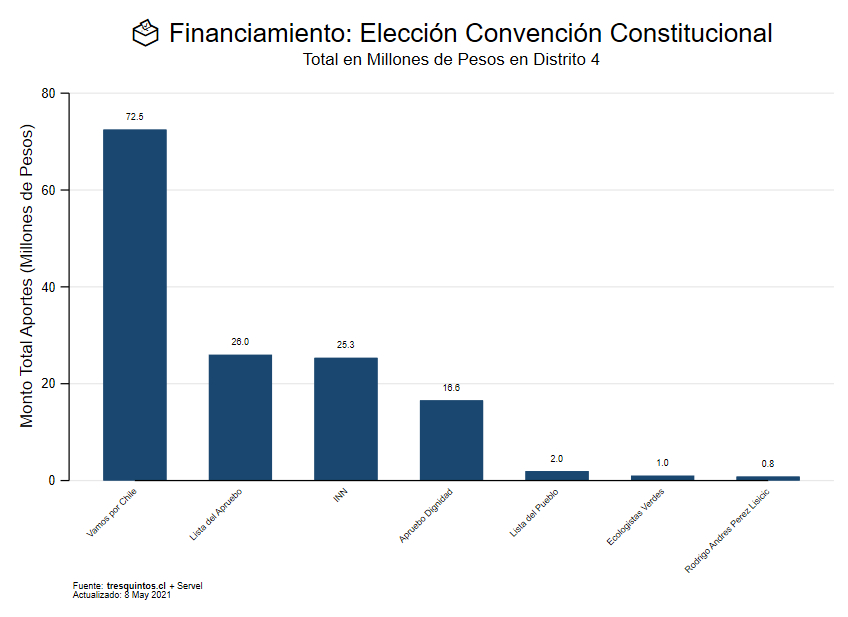 Financiamiento: Elección Convención Constitucional
Total en Millones de Pesos en Distrito 4
Monto Total Aportes (Millones de Pesos)
80
60
40
20
0
72.5
26.0
25.3
16.6
2.0
1.0
0.8
Vamos por Chile
Lista del Apruebo
INN
Apruebo Dignidad
Lista del Pueblo
Ecologistas Verdes
Rodrigo Andres Perez Lisicic
Fuente: tresquintos.cl + Servel
Actualizado: 8 May 2021